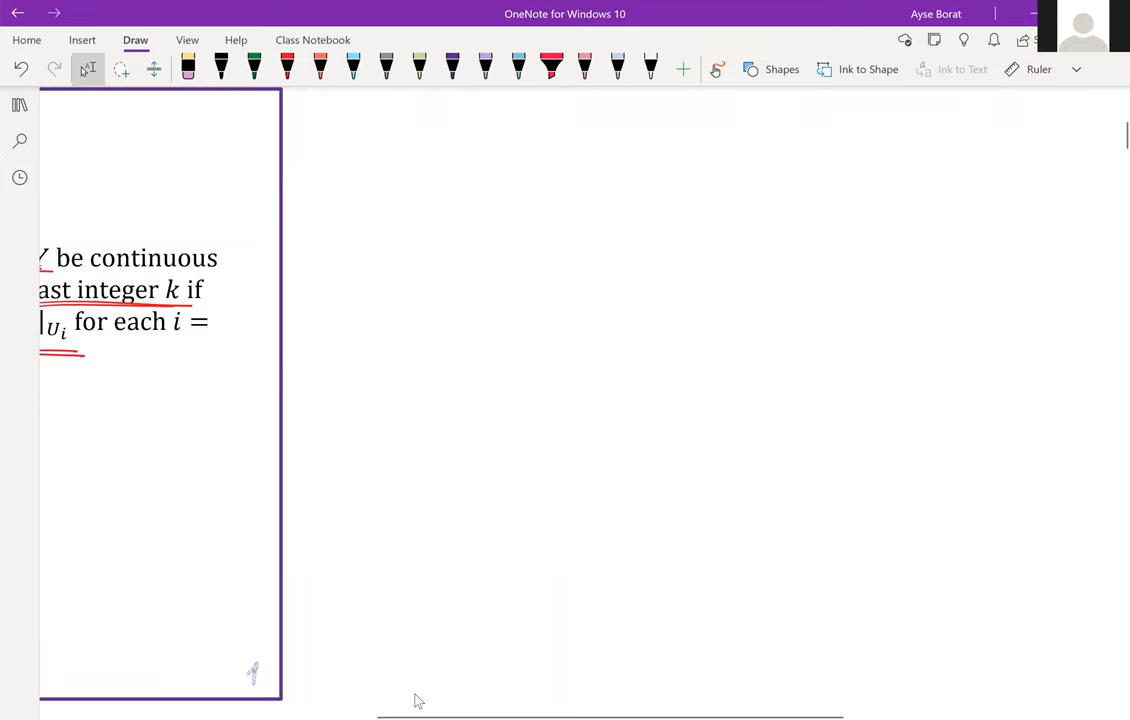 OneNote for Windows 10
Ayse Borat
Home Insert Draw View Help Class Notebook
Shapes Ink to Shape Ink to Text Ruler
be continuous
ast integer k if
|Ui for each i =
1